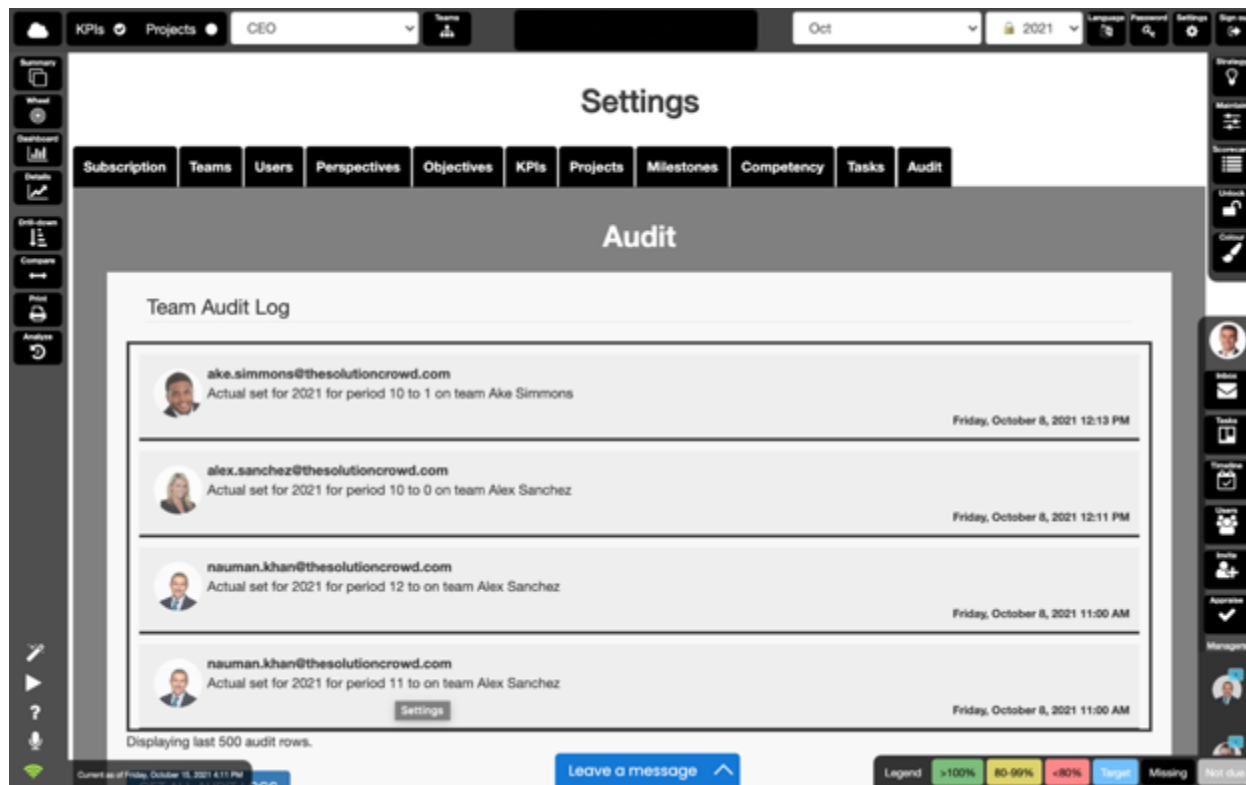 KPIs Projects CEO Teams Oct 2021 Language Password Settings Sign ou
Summary
Wheel
Dashboard
Details
Drill-down
Compare
Print
Analyze
Settings
Subscription Teams Users Perspectives Objectives KPIs Projects Milestones Competency Tasks Audit
Audit
Team Audit Log
ake.simmons@thesolutioncrowd.com
Actual set for 2021 for period 10 to 1 on team Ake Simmons
Friday, October 8, 2021 12:13 PM
alex.sanchez@thesolutioncrowd.com
Actual set for 2021 for period 10 to 0 on team Alex Sanchez
Friday, October 8, 2021 12:11 PM
nauman.khan@thesolutioncrowd.com
Actual set for 2021 for period 12 to on team Alex Sanchez
Friday, October 8, 2021 11:00 AM
nauman.khan@thesolutioncrowd.com
Actual set for 2021 for period 11 to on team Alex Sanchez
Settings
Friday, October 8, 2021 11:00 AM
Displaying last 500 audit rows.
Strategy
Maintain
Scorecar
Unlock
Colour
Inbox
Tasks
Timeline
Users
Invite
Appraise
Managers
?
Current as of Friday, October 15, 2021 4:11 PM
Leave a message
Legend >100% 80-99% <80% Target Missing Not due